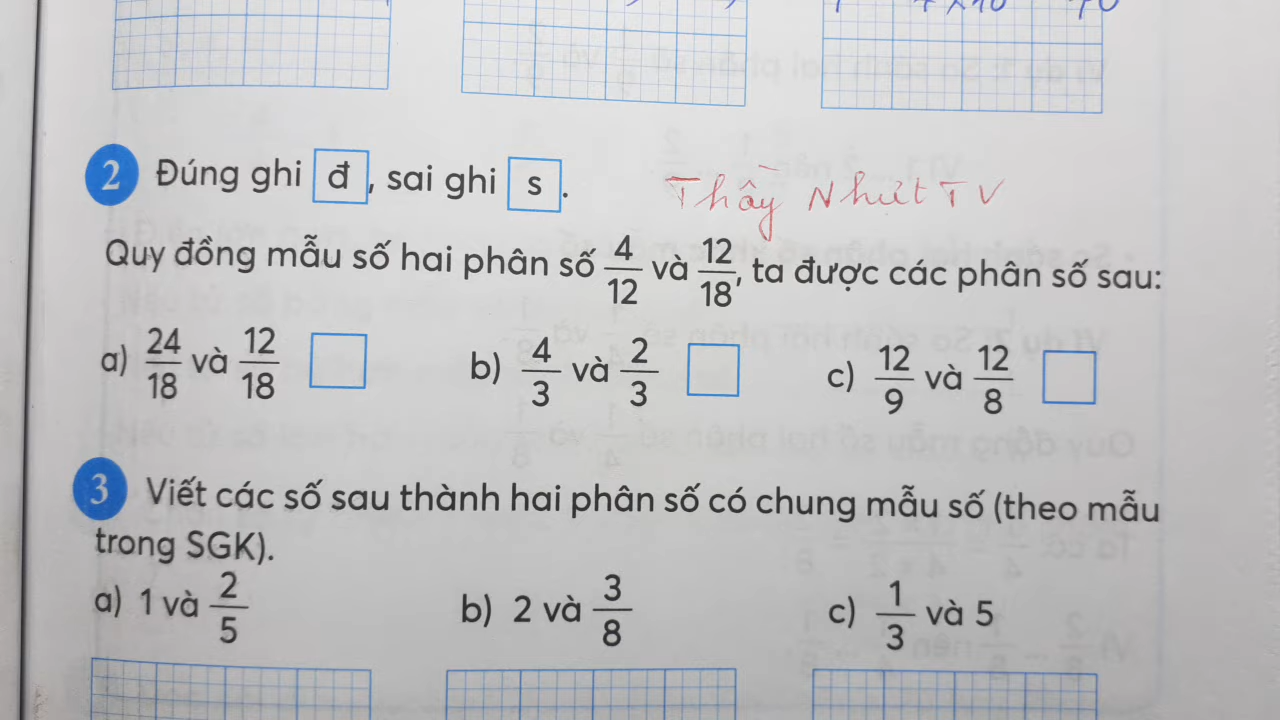 7 × 10
2 Đúng ghi đ, sai ghi s. Thầy Nhứt TV
Quy đồng mẫu số hai phân số 4/12 và 12/18, ta được các phân số sau:
a) 24/18 và 12/18 b) 4/3 và 2/3 c) 12/9 và 12/8
3 Viết các số sau thành hai phân số có chung mẫu số (theo mẫu
trong SGK).
a) 1 và 2/5 b) 2 và 3/8 c) 1/3 và 5